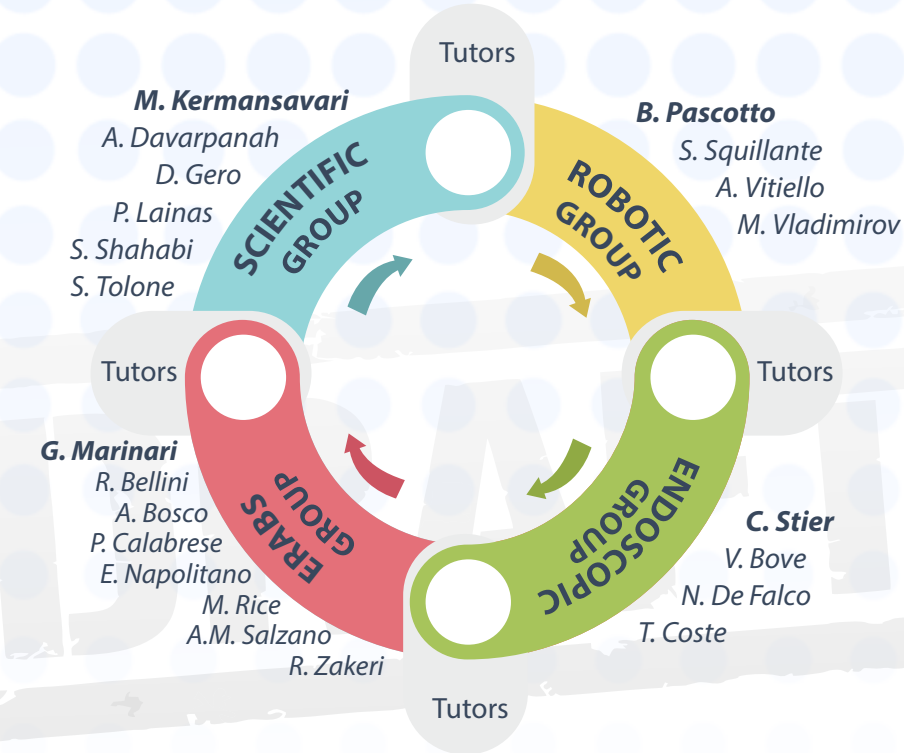 Tutors
M. Kermansavari
A. Davarpanah
D. Gero
P. Lainas
S. Shahabi
S. Tolone
SCIENTIFIC
GROUP
B. Pascotto
S. Squillante
A. Vitiello
M. Vladimirov
ROBOTIC
GROUP
Tutors
Tutors
G. Marinari
R. Bellini
A. Bosco
P. Calabrese
E. Napolitano
M. Rice
A.M. Salzano
R. Zakeri
ERABS
GROUP
ENDOSCOPIC
GROUP
C. Stier
V. Bove
N. De Falco
T. Coste
Tutors
DRAFT